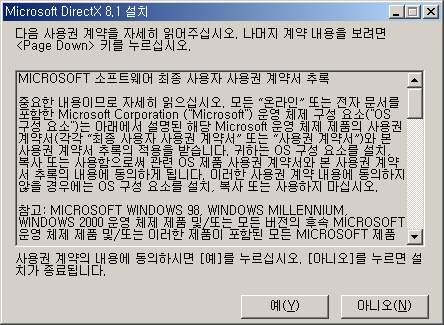 Microsoft DirectX 8.1 설치
다음 사용권 계약을 자세히 읽어주십시오. 나머지 계약 내용을 보려면
<Page Down> 키를 누르십시오.
MICROSOFT 소프트웨어 최종 사용자 사용권 계약서 추록
중요한 내용이므로 자세히 읽으십시오. 모든 “온라인” 또는 전자 문서를
포함한 Microsoft Corporation ("Microsoft") 운영 체제 구성 요소("OS
구성 요소")는 아래에서 설명된 해당 Microsoft 운영 체제 제품의 사용권
계약서(각각 “최종 사용자 사용권 계약서” 또는 “사용권 계약서”)와 본
사용권 계약서 추록의 적용을 받습니다. 귀하는 OS 구성 요소를 설치,
복사 또는 사용함으로써 관련 OS 제품 사용권 계약서와 본 사용권 계약
서 추록의 내용에 동의하게 됩니다. 이러한 사용권 계약 내용에 동의하지
않을 경우에는 OS 구성 요소를 설치, 복사 또는 사용하지 마십시오.
참고: MICROSOFT WINDOWS 98, WINDOWS MILLENNIUM,
WINDOWS 2000 운영 체제 제품 및/또는 모든 버전의 후속 MICROSOFT
운영 체제 제품 및/또는 이러한 제품이 포함된 모든 MICROSOFT 제품
사용권 계약의 내용에 동의하시면 [예]를 누르십시오. [아니오]를 누르면 설
치가 종료됩니다.
예(Y)
아니오(N)